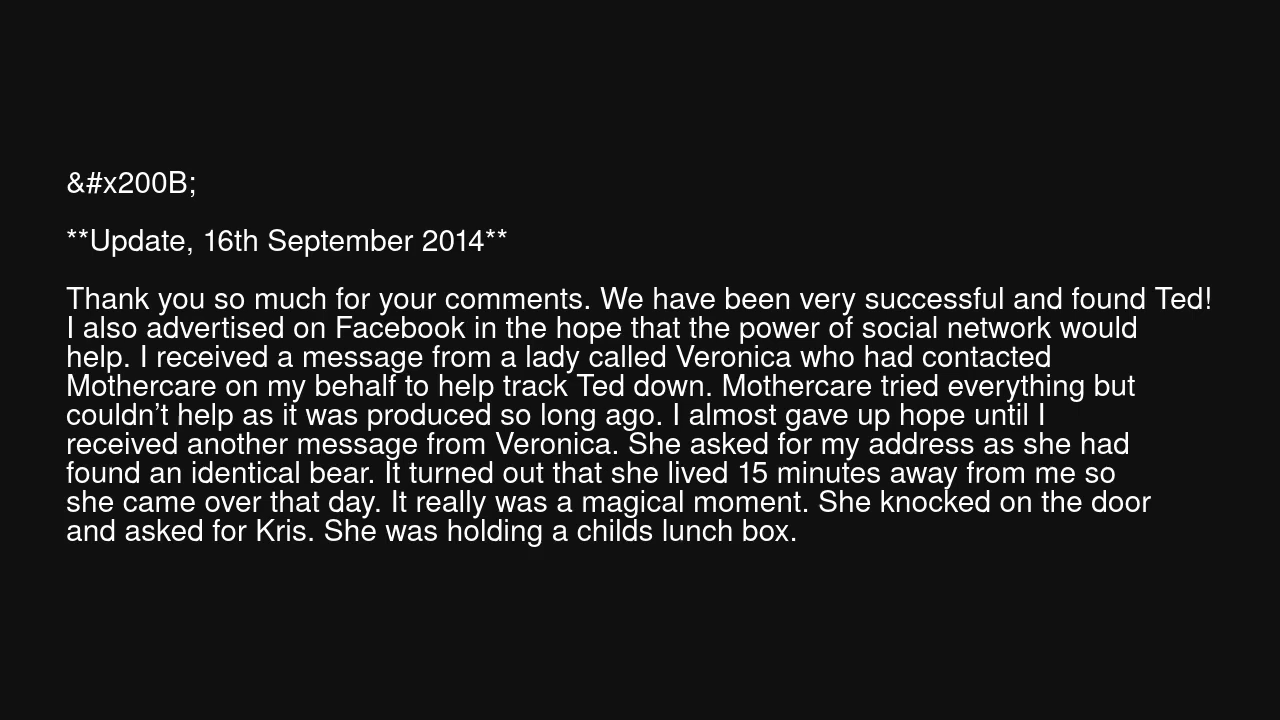 &#x200B;
**Update, 16th September 2014**
Thank you so much for your comments. We have been very successful and found Ted!
I also advertised on Facebook in the hope that the power of social network would
help. I received a message from a lady called Veronica who had contacted
Mothercare on my behalf to help track Ted down. Mothercare tried everything but
couldn’t help as it was produced so long ago. I almost gave up hope until I
received another message from Veronica. She asked for my address as she had
found an identical bear. It turned out that she lived 15 minutes away from me so
she came over that day. It really was a magical moment. She knocked on the door
and asked for Kris. She was holding a childs lunch box.